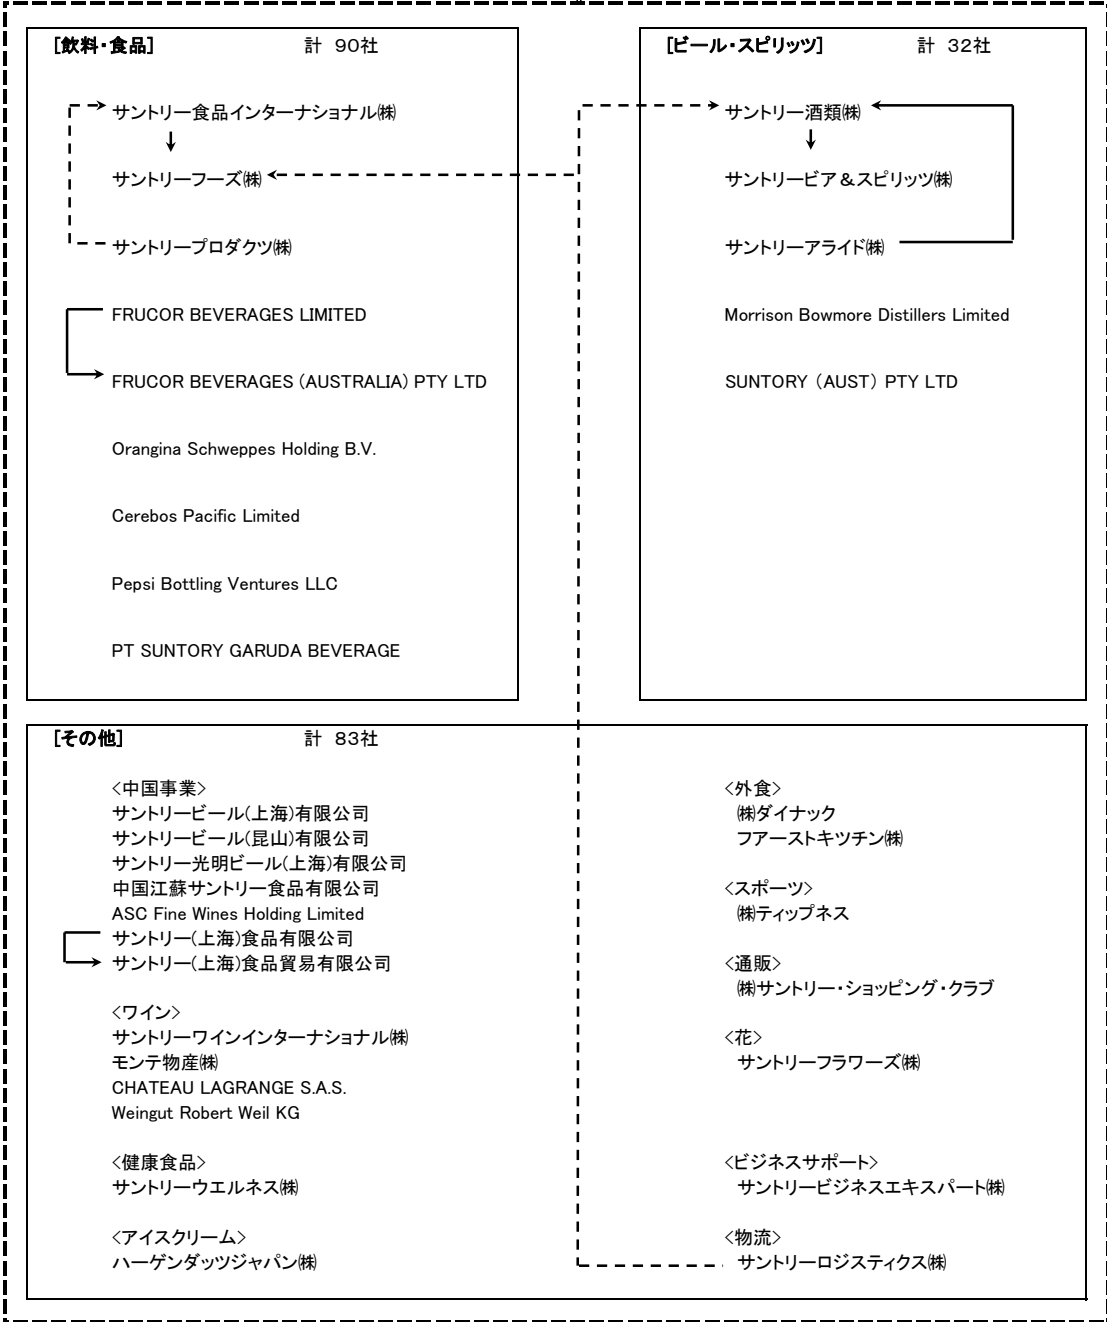 [飲料・食品] 計 90社
サントリー食品インターナショナル㈱
サントリーフーズ㈱
サントリープロダクツ㈱
FRUCOR BEVERAGES LIMITED
FRUCOR BEVERAGES (AUSTRALIA) PTY LTD
Orangina Schweppes Holding B.V.
Cerebos Pacific Limited
Pepsi Bottling Ventures LLC
PT SUNTORY GARUDA BEVERAGE
[ビール・スピリッツ] 計 32社
サントリー酒類㈱
サントリービア＆スピリッツ㈱
サントリーアライド㈱
Morrison Bowmore Distillers Limited
SUNTORY (AUST) PTY LTD
[その他] 計 83社
<中国事業>
サントリービール(上海)有限公司
サントリービール(昆山)有限公司
サントリー光明ビール(上海)有限公司
中国江蘇サントリー食品有限公司
ASC Fine Wines Holding Limited
サントリー(上海)食品有限公司
サントリー(上海)食品貿易有限公司
<ワイン>
サントリーワインインターナショナル㈱
モンテ物産㈱
CHATEAU LAGRANGE S.A.S.
Weingut Robert Weil KG
<健康食品>
サントリーウエルネス㈱
<アイスクリーム>
ハーゲンダッツジャパン㈱
<外食>
㈱ダイナック
フアーストキツチン㈱
<スポーツ>
㈱ティップネス
<通販>
㈱サントリー・ショッピング・クラブ
<花>
サントリーフラワーズ㈱
<ビジネスサポート>
サントリービジネスエキスパート㈱
<物流>
サントリーロジスティクス㈱